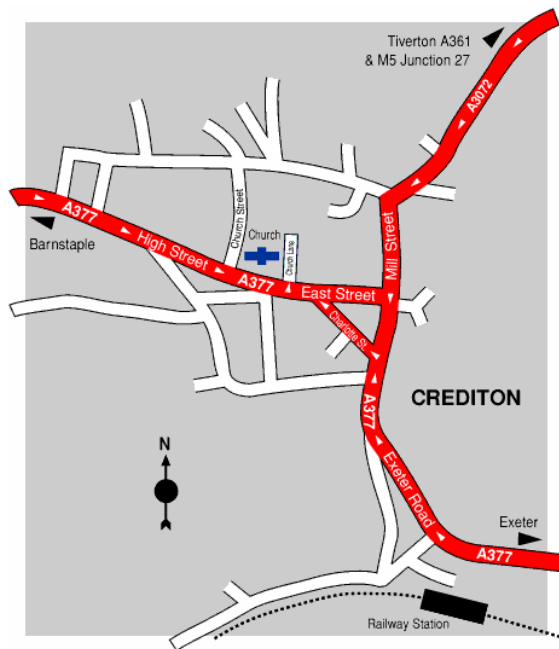 Tiverton A361
& M5 Junction 27
A3072
A377
High Street
Barnstaple
Church Street
Church
Church Lane
Mill Street
A377
East Street
Charlotte St.
A377
CREDITON
N
Exeter Road
Exeter
A377
Railway Station